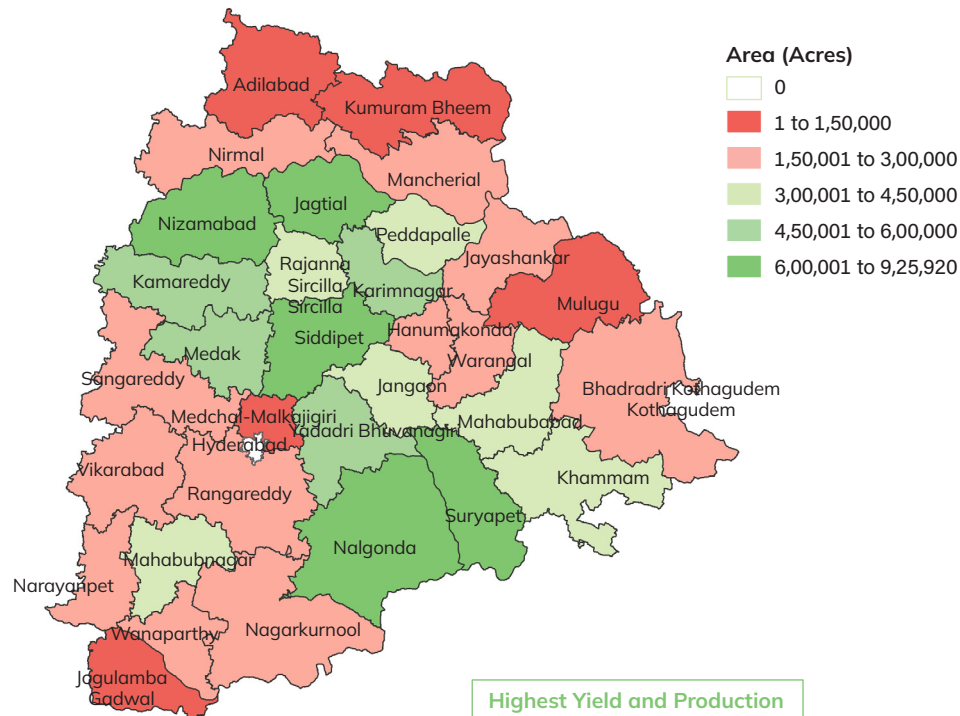 Area (Acres)
0
1 to 1,50,000
1,50,001 to 3,00,000
3,00,001 to 4,50,000
4,50,001 to 6,00,000
6,00,001 to 9,25,920
Adilabad
Kumuram Bheem
Nirmal
Mancherial
Jagtial
Nizamabad
Peddapalle
Jayashankar
Rajanna
Sircilla
Sircilla
Kamareddy
Karimnagar
Mulugu
Hanumakonda
Siddipet
Medak
Warangal
Sangareddy
Jangaon
Bhadradri Kothagudem
Kothagudem
Medchal-Malkajigiri
Mahabubabad
Yadadri Bhuvanagiri
Hyderabad
Vikarabad
Khammam
Rangareddy
Suryapet
Nalgonda
Mahabubnagar
Narayanpet
Wanaparthy
Nagarkurnool
Jogulamba
Gadwal
Highest Yield and Production